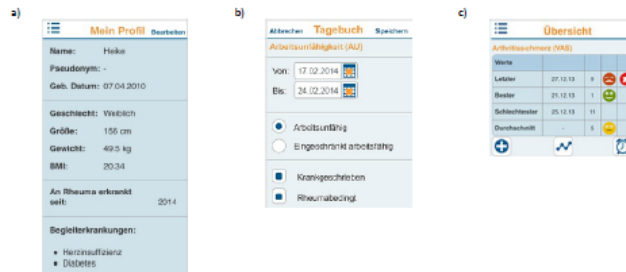 a)
Mein Profil Bearbeiten
Name: Heike
Pseudonym: -
Geb. Datum: 07.04.2010
Geschlecht: Weiblich
Größe: 156 cm
Gewicht: 49.5 kg
BMI: 20.34
An Rheuma erkrankt
seit: 2014
Begleiterkrankungen:
• Herzinsuffizienz
• Diabetes
b)
Abbrechen Tagebuch Speichern
Arbeitsunfähigkeit (AU)
Von: 17.02.2014
Bis: 24.02.2014
Arbeitsunfähig
Eingeschränkt arbeitsfähig
Krankgeschrieben
Rheumabedingt
c)
Übersicht
Arthritisschmerz (VAS)
Werte
Letzter 27.12.13 9
Bester 21.12.13 1
Schlechtester 25.12.13 11
Durchschnitt - 5